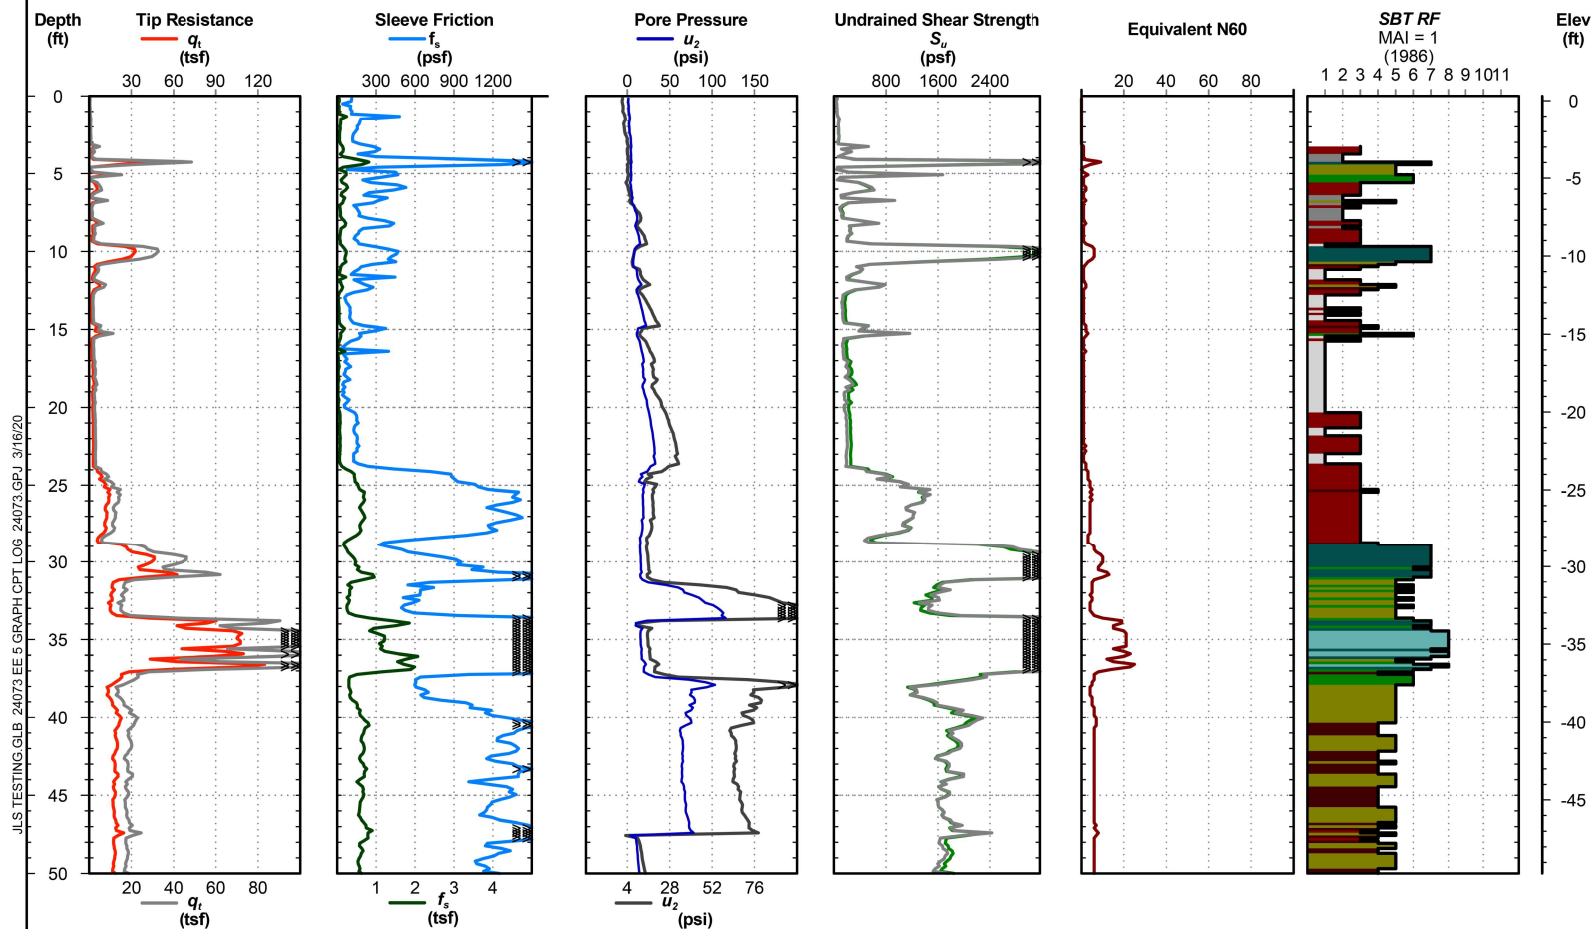 Depth
(ft)
Tip Resistance
qt
(tsf)
Sleeve Friction
fs
(psf)
Pore Pressure
u2
(psi)
Undrained Shear Strength
Su
(psf)
Equivalent N60
SBT RF
MAI = 1
(1986)
Elev
(ft)
30 60 90 120
300 600 900 1200
0 50 100 150
800 1600 2400
20 40 60 80
1 2 3 4 5 6 7 8 9 10 11
0
5
10
15
20
25
30
35
40
45
50
0
-5
-10
-15
-20
-25
-30
-35
-40
-45
20 40 60 80
1 2 3 4
4 28 52 76
qt
(tsf)
fs
(tsf)
u2
(psi)
JLS TESTING.GLB 24073 EE 5 GRAPH CPT LOG 24073.GPJ 3/16/20